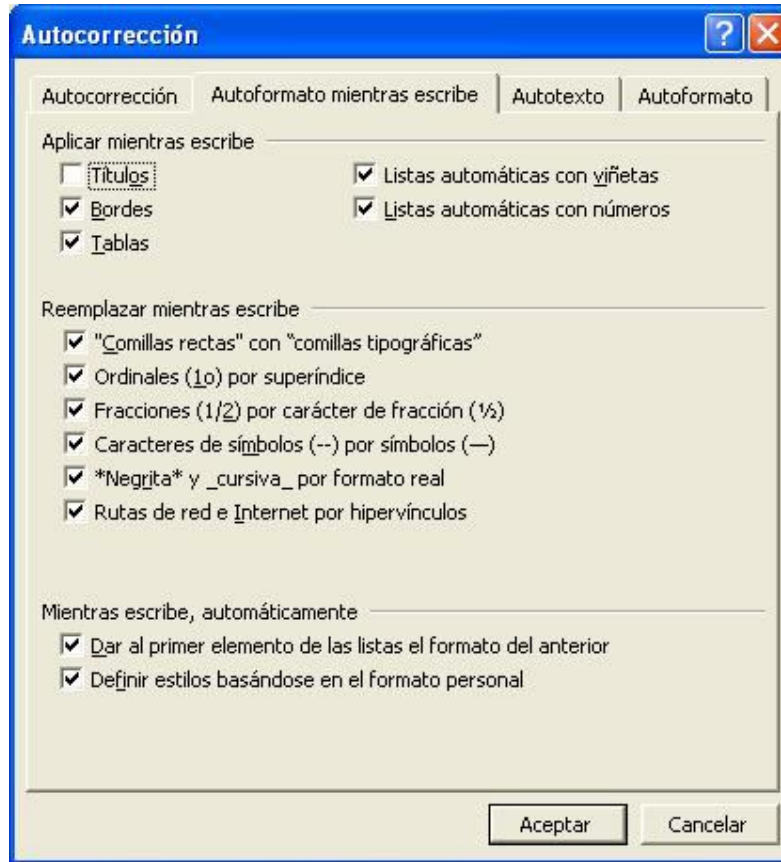 Autocorrección
Autocorrección Autoformato mientras escribe Autotexto Autoformato
Aplicar mientras escribe
Títulos Listas automáticas con viñetas
Bordes Listas automáticas con números
Tablas
Reemplazar mientras escribe
"Comillas rectas" con “comillas tipográficas”
Ordinales (1o) por superíndice
Fracciones (1/2) por carácter de fracción (½)
Caracteres de símbolos (--) por símbolos (—)
*Negrita* y _cursiva_ por formato real
Rutas de red e Internet por hipervínculos
Mientras escribe, automáticamente
Dar al primer elemento de las listas el formato del anterior
Definir estilos basándose en el formato personal
Aceptar Cancelar